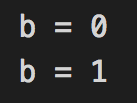 b = 0
b = 1